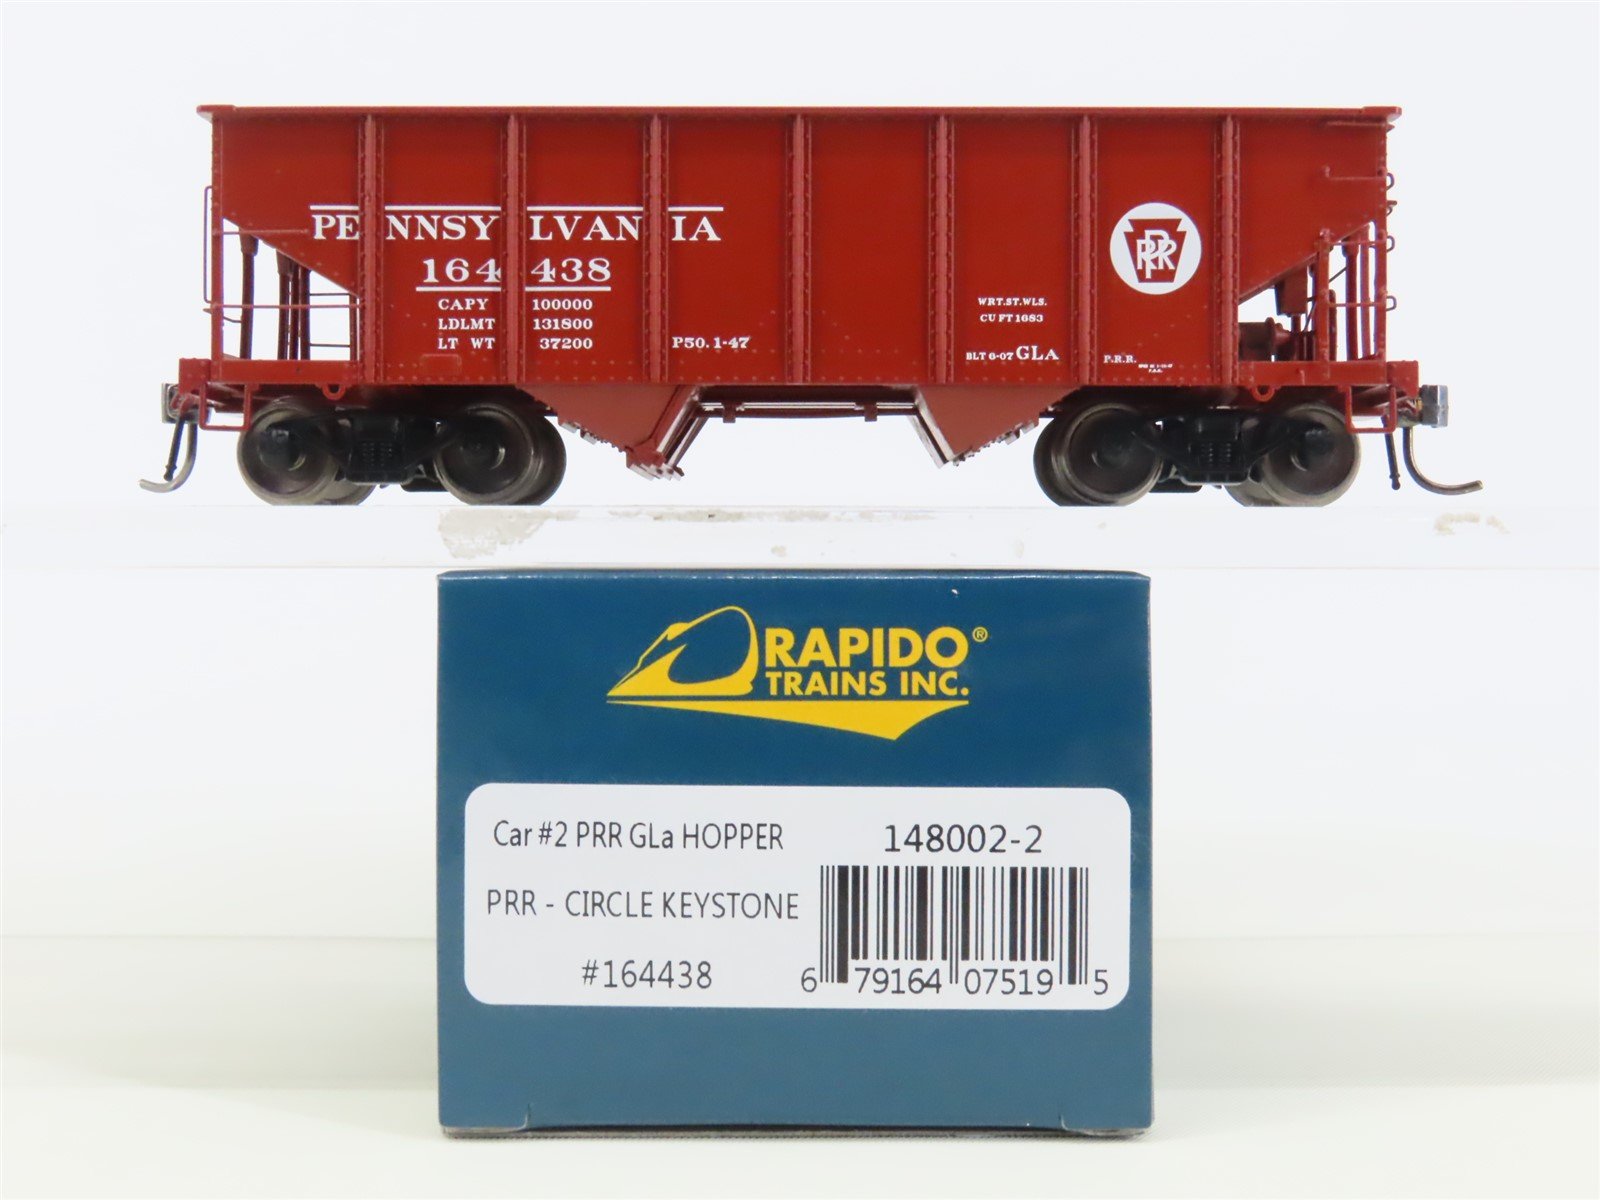 PENNSYLVANIA
164438
CAPY 100000
LDLMT 131800
LT WT 37200
P50.1-47
WRT.ST.WLS.
CU FT 1683
BLT 6-07 GLA
P.R.R.
PRR
RAPIDO®
TRAINS INC.
Car #2 PRR GLa HOPPER
148002-2
PRR - CIRCLE KEYSTONE
#164438
6 79164 07519 5